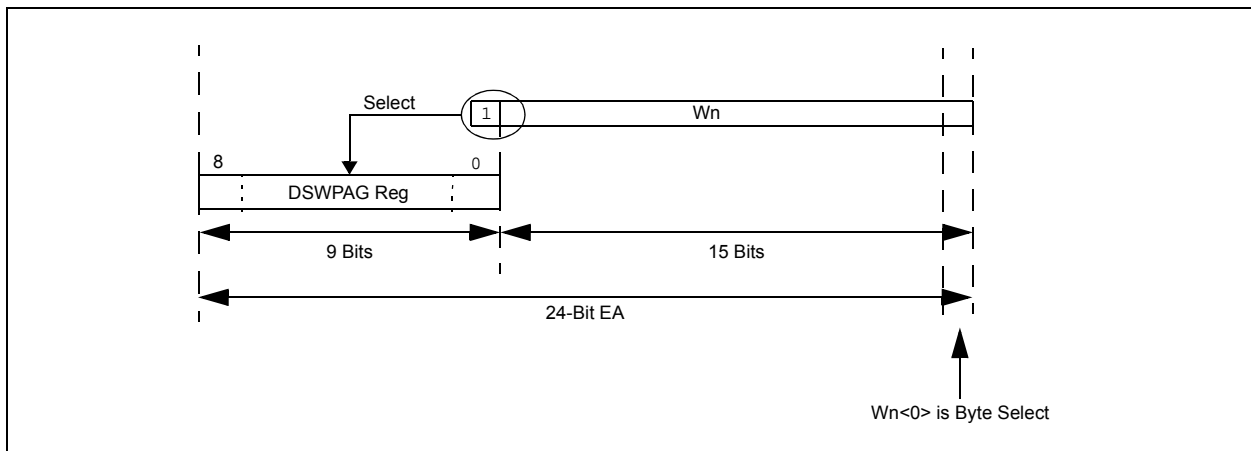 Select
1
Wn
8
0
DSWPAG Reg
9 Bits
15 Bits
24-Bit EA
Wn<0> is Byte Select